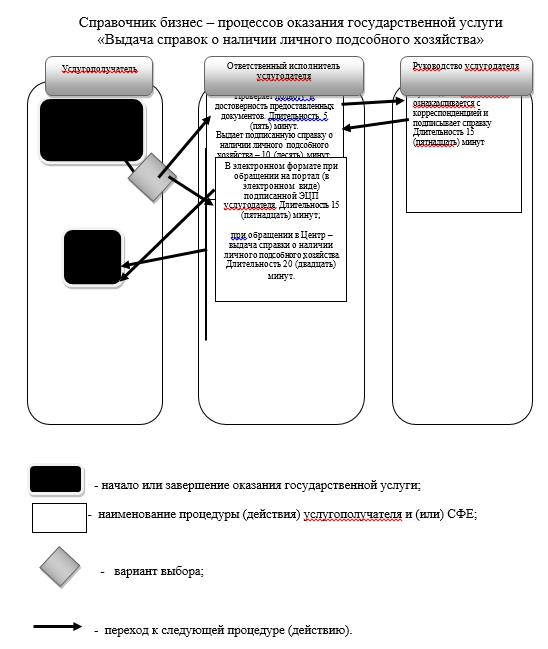 Справочник бизнес – процессов оказания государственной услуги
«Выдача справок о наличии личного подсобного хозяйства»
Услугополучатель
Ответственный исполнитель
услугодателя
Руководство услугодателя
Проверяет полноту и
достоверность предоставленных
документов. Длительность 5
(пять) минут.
Выдает подписанную справку о
наличии личного подсобного
хозяйства – 10 (десять) минут
В электронном формате при
обращении на портал (в
электронном виде)
подписанной ЭЦП
услугодателя. Длительность 15
(пятнадцать) минут;
при обращении в Центр –
выдача справки о наличии
личного подсобного хозяйства.
Длительность 20 (двадцать)
минут.
ознакамливается с
корреспонденцией и
подписывает справку
Длительность 15
(пятнадцать) минут
- начало или завершение оказания государственной услуги;
- наименование процедуры (действия) услугополучателя и (или) СФЕ;
- вариант выбора;
- переход к следующей процедуре (действию).